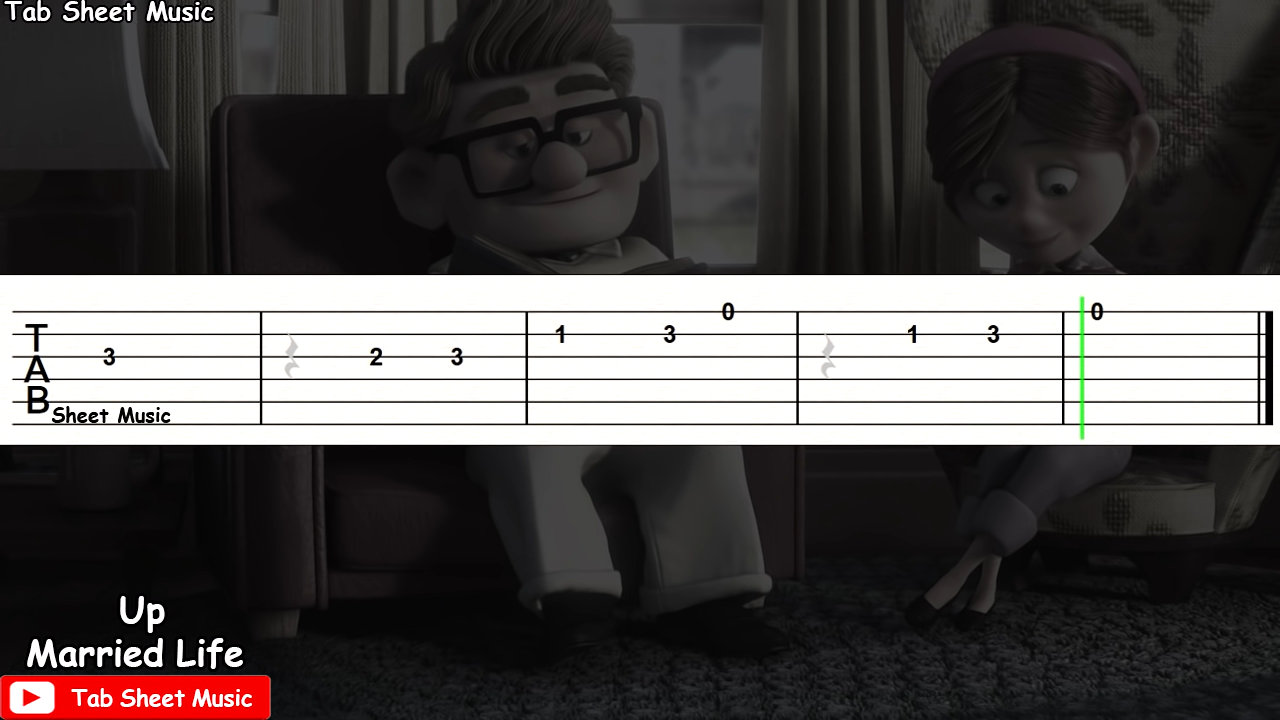 Tab Sheet Music
0 0
T 1 3 1 3
A 3 2 3
B
Sheet Music
Up
Married Life
Tab Sheet Music